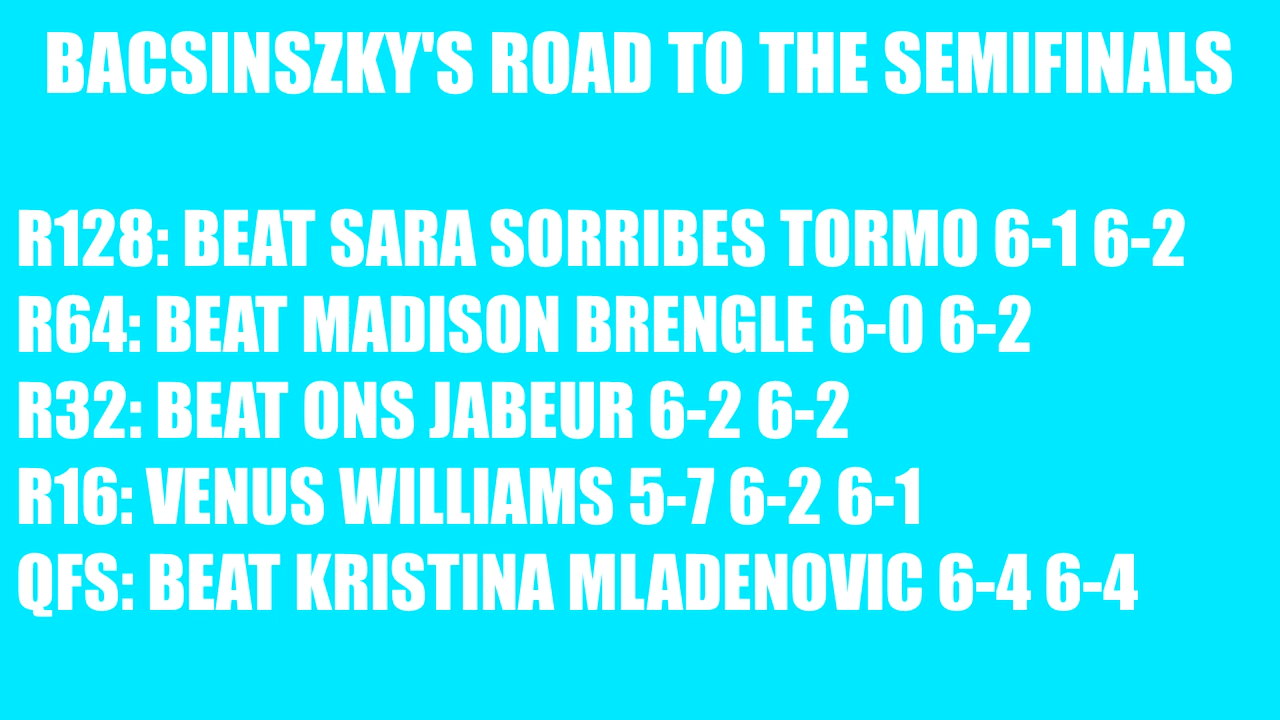 BACSINSZKY'S ROAD TO THE SEMIFINALS
R128: BEAT SARA SORRIBES TORMO 6-1 6-2
R64: BEAT MADISON BRENGLE 6-0 6-2
R32: BEAT ONS JABEUR 6-2 6-2
R16: VENUS WILLIAMS 5-7 6-2 6-1
QFS: BEAT KRISTINA MLADENOVIC 6-4 6-4